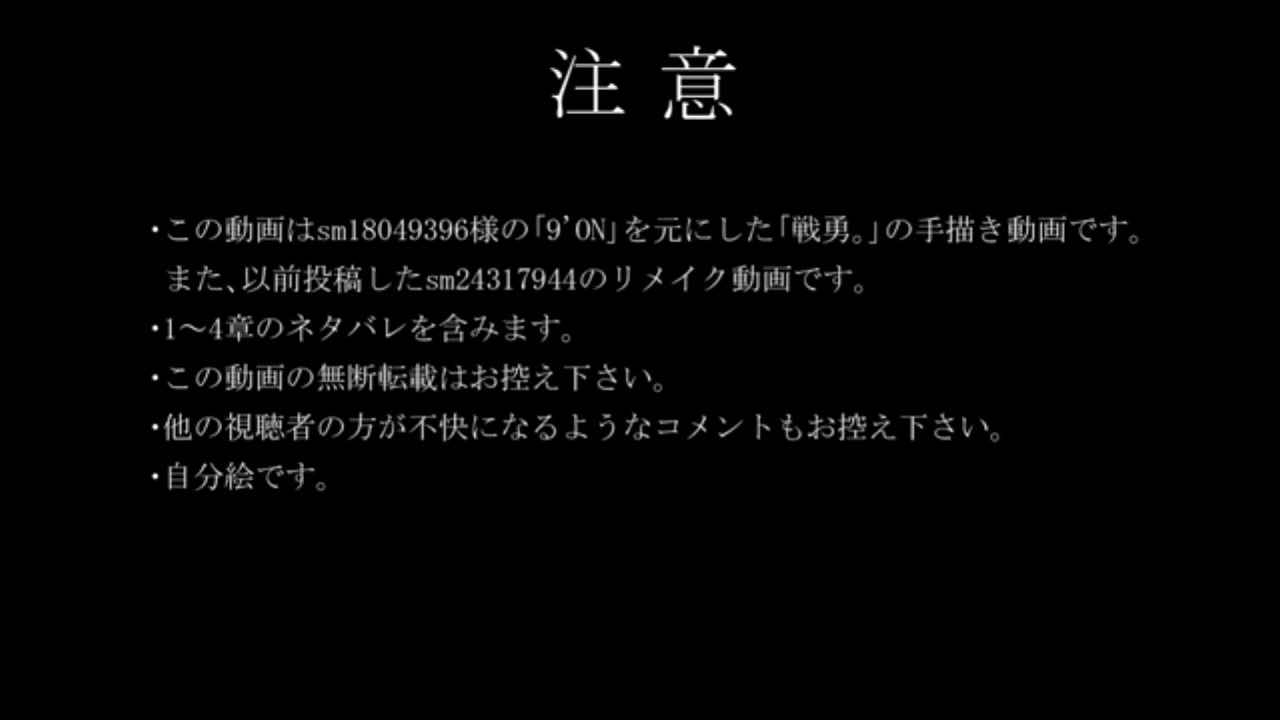 注意
・この動画はsm18049396様の「9'ON」を元にした「戦勇。」の手描き動画です。
また、以前投稿したsm24317944のリメイク動画です。
・1～4章のネタバレを含みます。
・この動画の無断転載はお控え下さい。
・他の視聴者の方が不快になるようなコメントもお控え下さい。
・自分絵です。